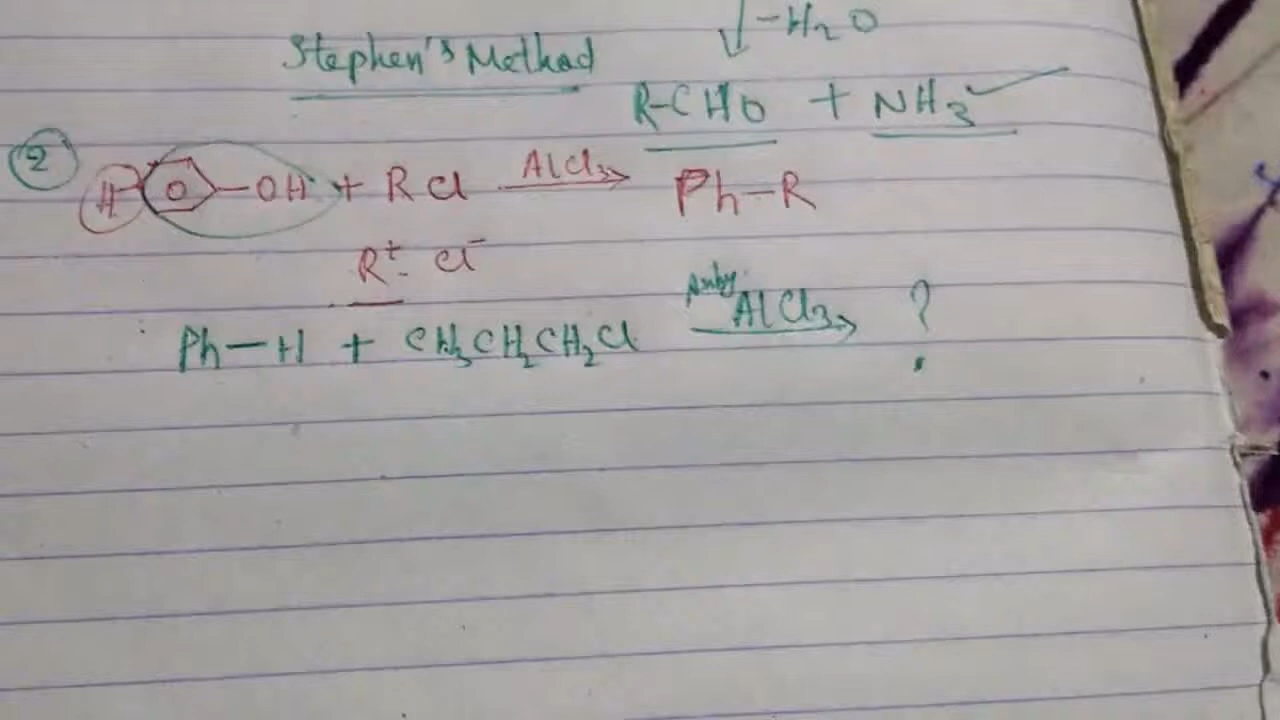 ↓ -H₂O
Stephen's Method
R-CHO + NH₃
② H-⌬-OH + RCl AlCl₃→ Ph-R
R⁺ Cl⁻
Ph-H + CH₃CH₂CH₂Cl AlCl₃→ ?